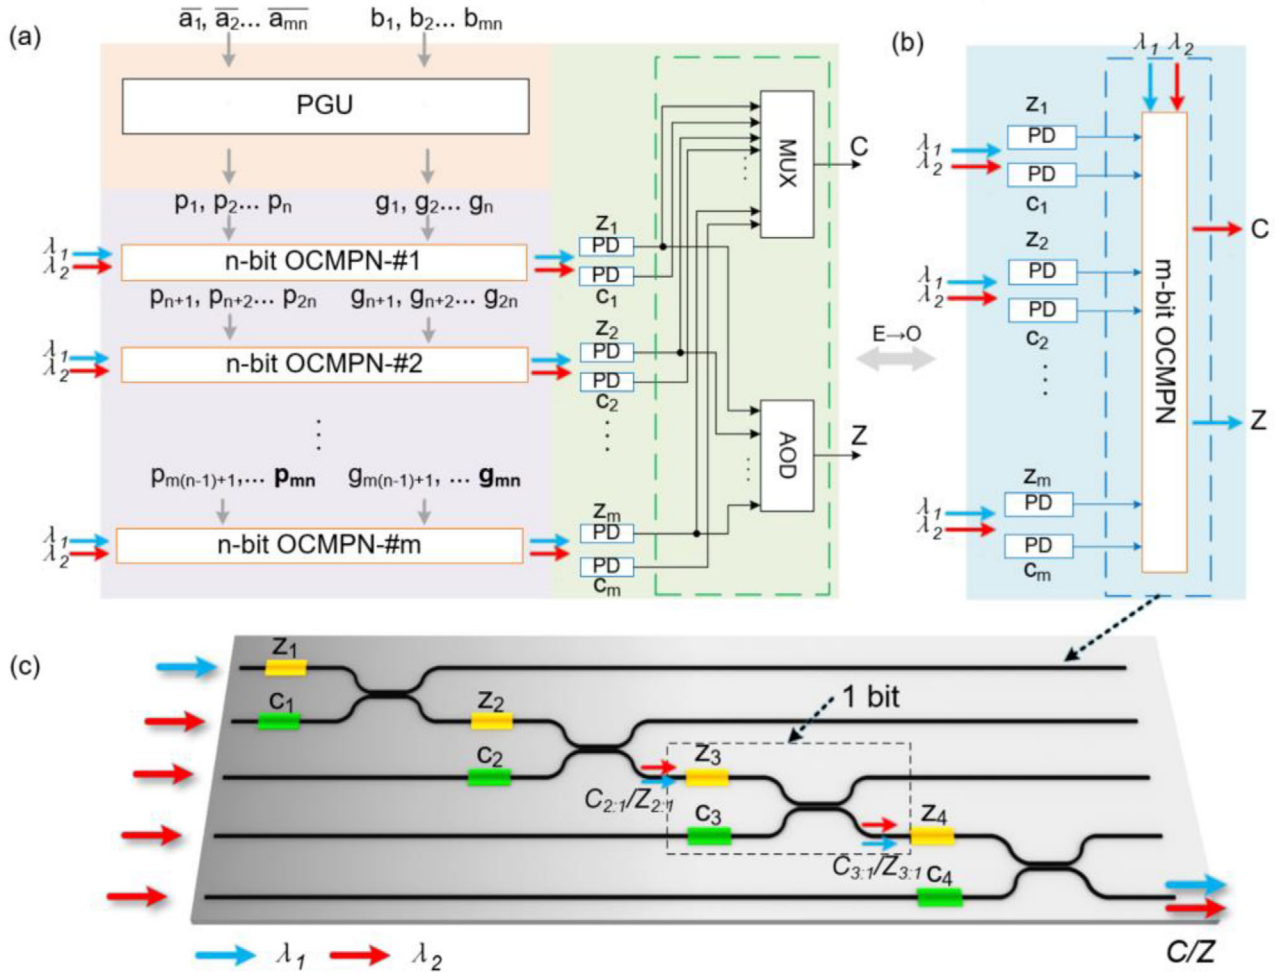 (a)
a̅₁, a̅₂... a̅ₘₙ
b₁, b₂... bₘₙ
PGU
p₁, p₂... pₙ
g₁, g₂... gₙ
λ₁
λ₂
n-bit OCMPN-#1
pₙ₊₁, pₙ₊₂... p₂ₙ
gₙ₊₁, gₙ₊₂... g₂ₙ
λ₁
λ₂
n-bit OCMPN-#2
⋮
pₘ₍ₙ₋₁₎₊₁,... pₘₙ
gₘ₍ₙ₋₁₎₊₁, ... gₘₙ
λ₁
λ₂
n-bit OCMPN-#m
z₁
PD
PD
c₁
z₂
PD
PD
c₂
⋮
zₘ
PD
PD
cₘ
MUX
⋮
C
AOD
⋮
Z
E→O
(b)
λ₁ λ₂
z₁
λ₁
λ₂
PD
PD
c₁
z₂
λ₁
λ₂
PD
PD
c₂
⋮
zₘ
λ₁
λ₂
PD
PD
cₘ
m-bit OCMPN
C
Z
(c)
z₁
c₁
z₂
c₂
1 bit
z₃
C₂:₁/Z₂:₁
c₃
z₄
C₃:₁/Z₃:₁
c₄
λ₁
λ₂
C/Z